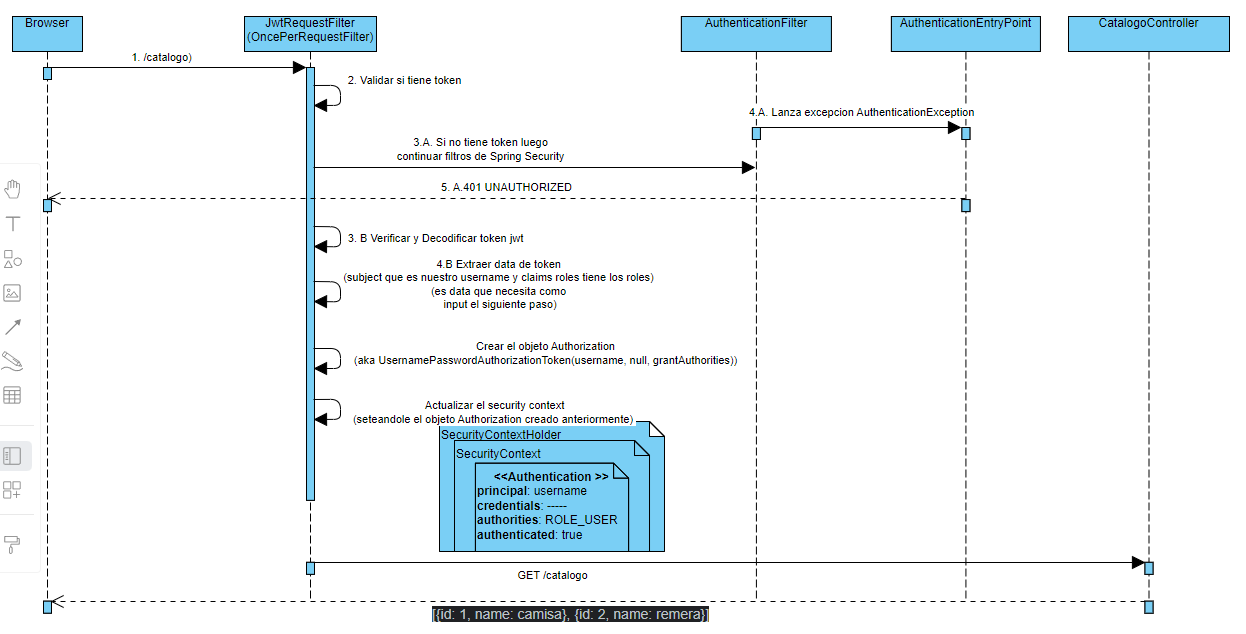 Browser
JwtRequestFilter
(OncePerRequestFilter)
AuthenticationFilter
AuthenticationEntryPoint
CatalogoController
1. /catalogo)
2. Validar si tiene token
4.A. Lanza excepcion AuthenticationException
3.A. Si no tiene token luego
continuar filtros de Spring Security
5. A.401 UNAUTHORIZED
3. B Verificar y Decodificar token jwt
4.B Extraer data de token
(subject que es nuestro username y claims roles tiene los roles)
(es data que necesita como
input el siguiente paso)
Crear el objeto Authorization
(aka UsernamePasswordAuthorizationToken(username, null, grantAuthorities))
Actualizar el security context
(seteandole el objeto Authorization creado anteriormente)
SecurityContextHolder
SecurityContext
<<Authentication >>
principal: username
credentials: -----
authorities: ROLE_USER
authenticated: true
GET /catalogo
[{id: 1, name: camisa}, {id: 2, name: remera}]